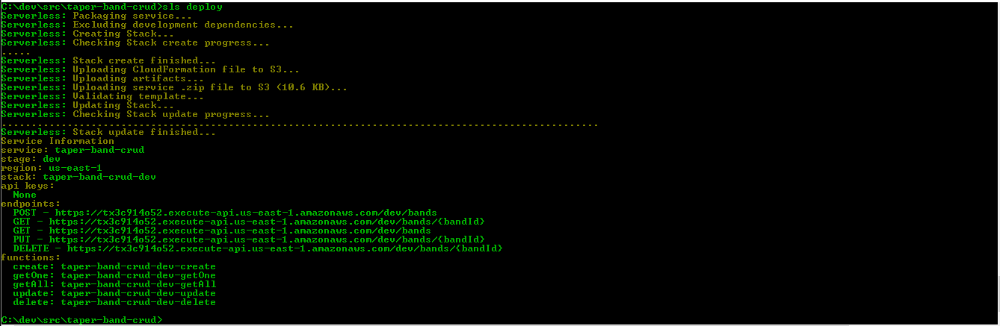 C:\dev\src\taper-band-crud>sls deploy
Serverless: Packaging service...
Serverless: Excluding development dependencies...
Serverless: Creating Stack...
Serverless: Checking Stack create progress...
.....
Serverless: Stack create finished...
Serverless: Uploading CloudFormation file to S3...
Serverless: Uploading artifacts...
Serverless: Uploading service .zip file to S3 (10.6 KB)...
Serverless: Validating template...
Serverless: Updating Stack...
Serverless: Checking Stack update progress...
....................................................................................................
Serverless: Stack update finished...
Service Information
service: taper-band-crud
stage: dev
region: us-east-1
stack: taper-band-crud-dev
api keys:
  None
endpoints:
  POST - https://tx3c914o52.execute-api.us-east-1.amazonaws.com/dev/bands
  GET - https://tx3c914o52.execute-api.us-east-1.amazonaws.com/dev/bands/{bandId}
  GET - https://tx3c914o52.execute-api.us-east-1.amazonaws.com/dev/bands
  PUT - https://tx3c914o52.execute-api.us-east-1.amazonaws.com/dev/bands/{bandId}
  DELETE - https://tx3c914o52.execute-api.us-east-1.amazonaws.com/dev/bands/{bandId}
functions:
  create: taper-band-crud-dev-create
  getOne: taper-band-crud-dev-getOne
  getAll: taper-band-crud-dev-getAll
  update: taper-band-crud-dev-update
  delete: taper-band-crud-dev-delete
C:\dev\src\taper-band-crud>